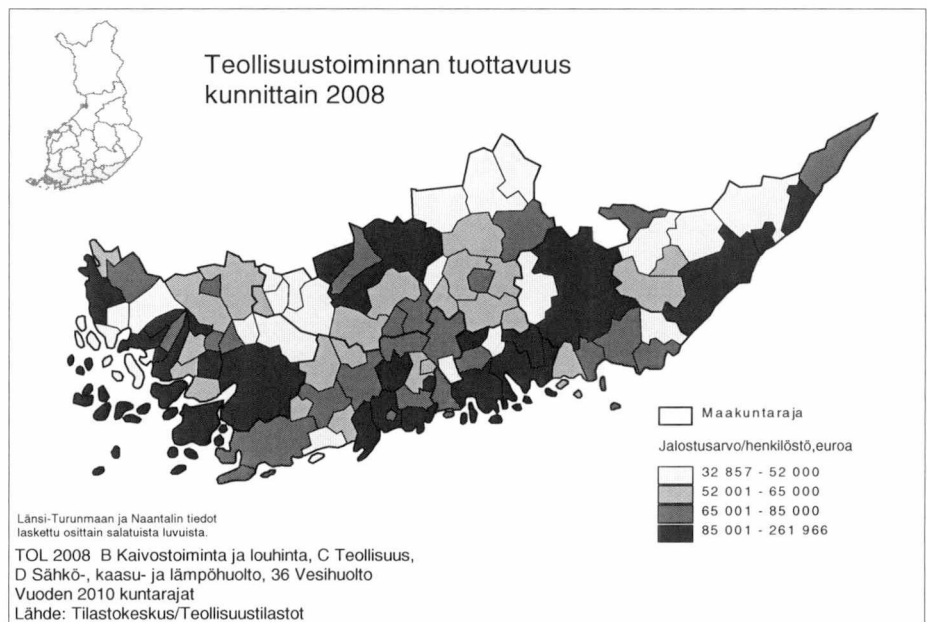 Teollisuustoiminnan tuottavuus
kunnittain 2008
Maakuntaraja
Jalostusarvo/henkilöstö,euroa
32 857 - 52 000
52 001 - 65 000
65 001 - 85 000
85 001 - 261 966
Länsi-Turunmaan ja Naantalin tiedot
laskettu osittain salatuista luvuista.
TOL 2008 B Kaivostoiminta ja louhinta, C Teollisuus,
D Sähkö-, kaasu- ja lämpöhuolto, 36 Vesihuolto
Vuoden 2010 kuntarajat
Lähde: Tilastokeskus/Teollisuustilastot